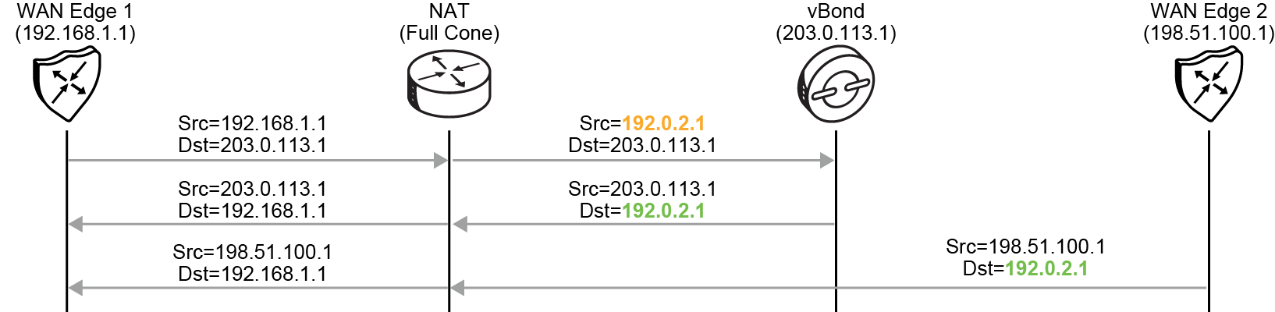 WAN Edge 1
(192.168.1.1)
NAT
(Full Cone)
vBond
(203.0.113.1)
WAN Edge 2
(198.51.100.1)
Src=192.168.1.1
Dst=203.0.113.1
Src=192.0.2.1
Dst=203.0.113.1
Src=203.0.113.1
Dst=192.168.1.1
Src=203.0.113.1
Dst=192.0.2.1
Src=198.51.100.1
Dst=192.168.1.1
Src=198.51.100.1
Dst=192.0.2.1